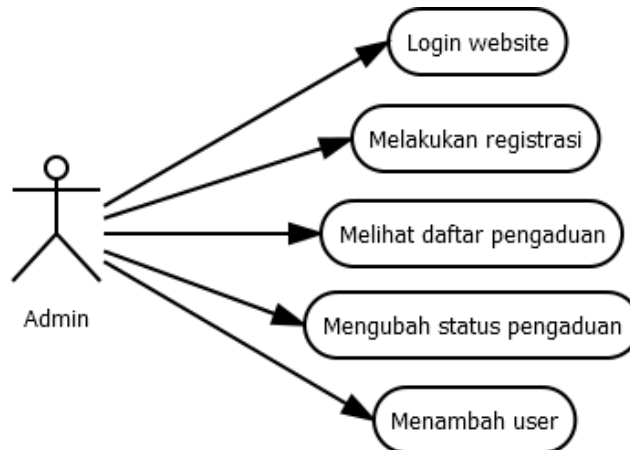 Login website
Melakukan registrasi
Melihat daftar pengaduan
Admin
Mengubah status pengaduan
Menambah user